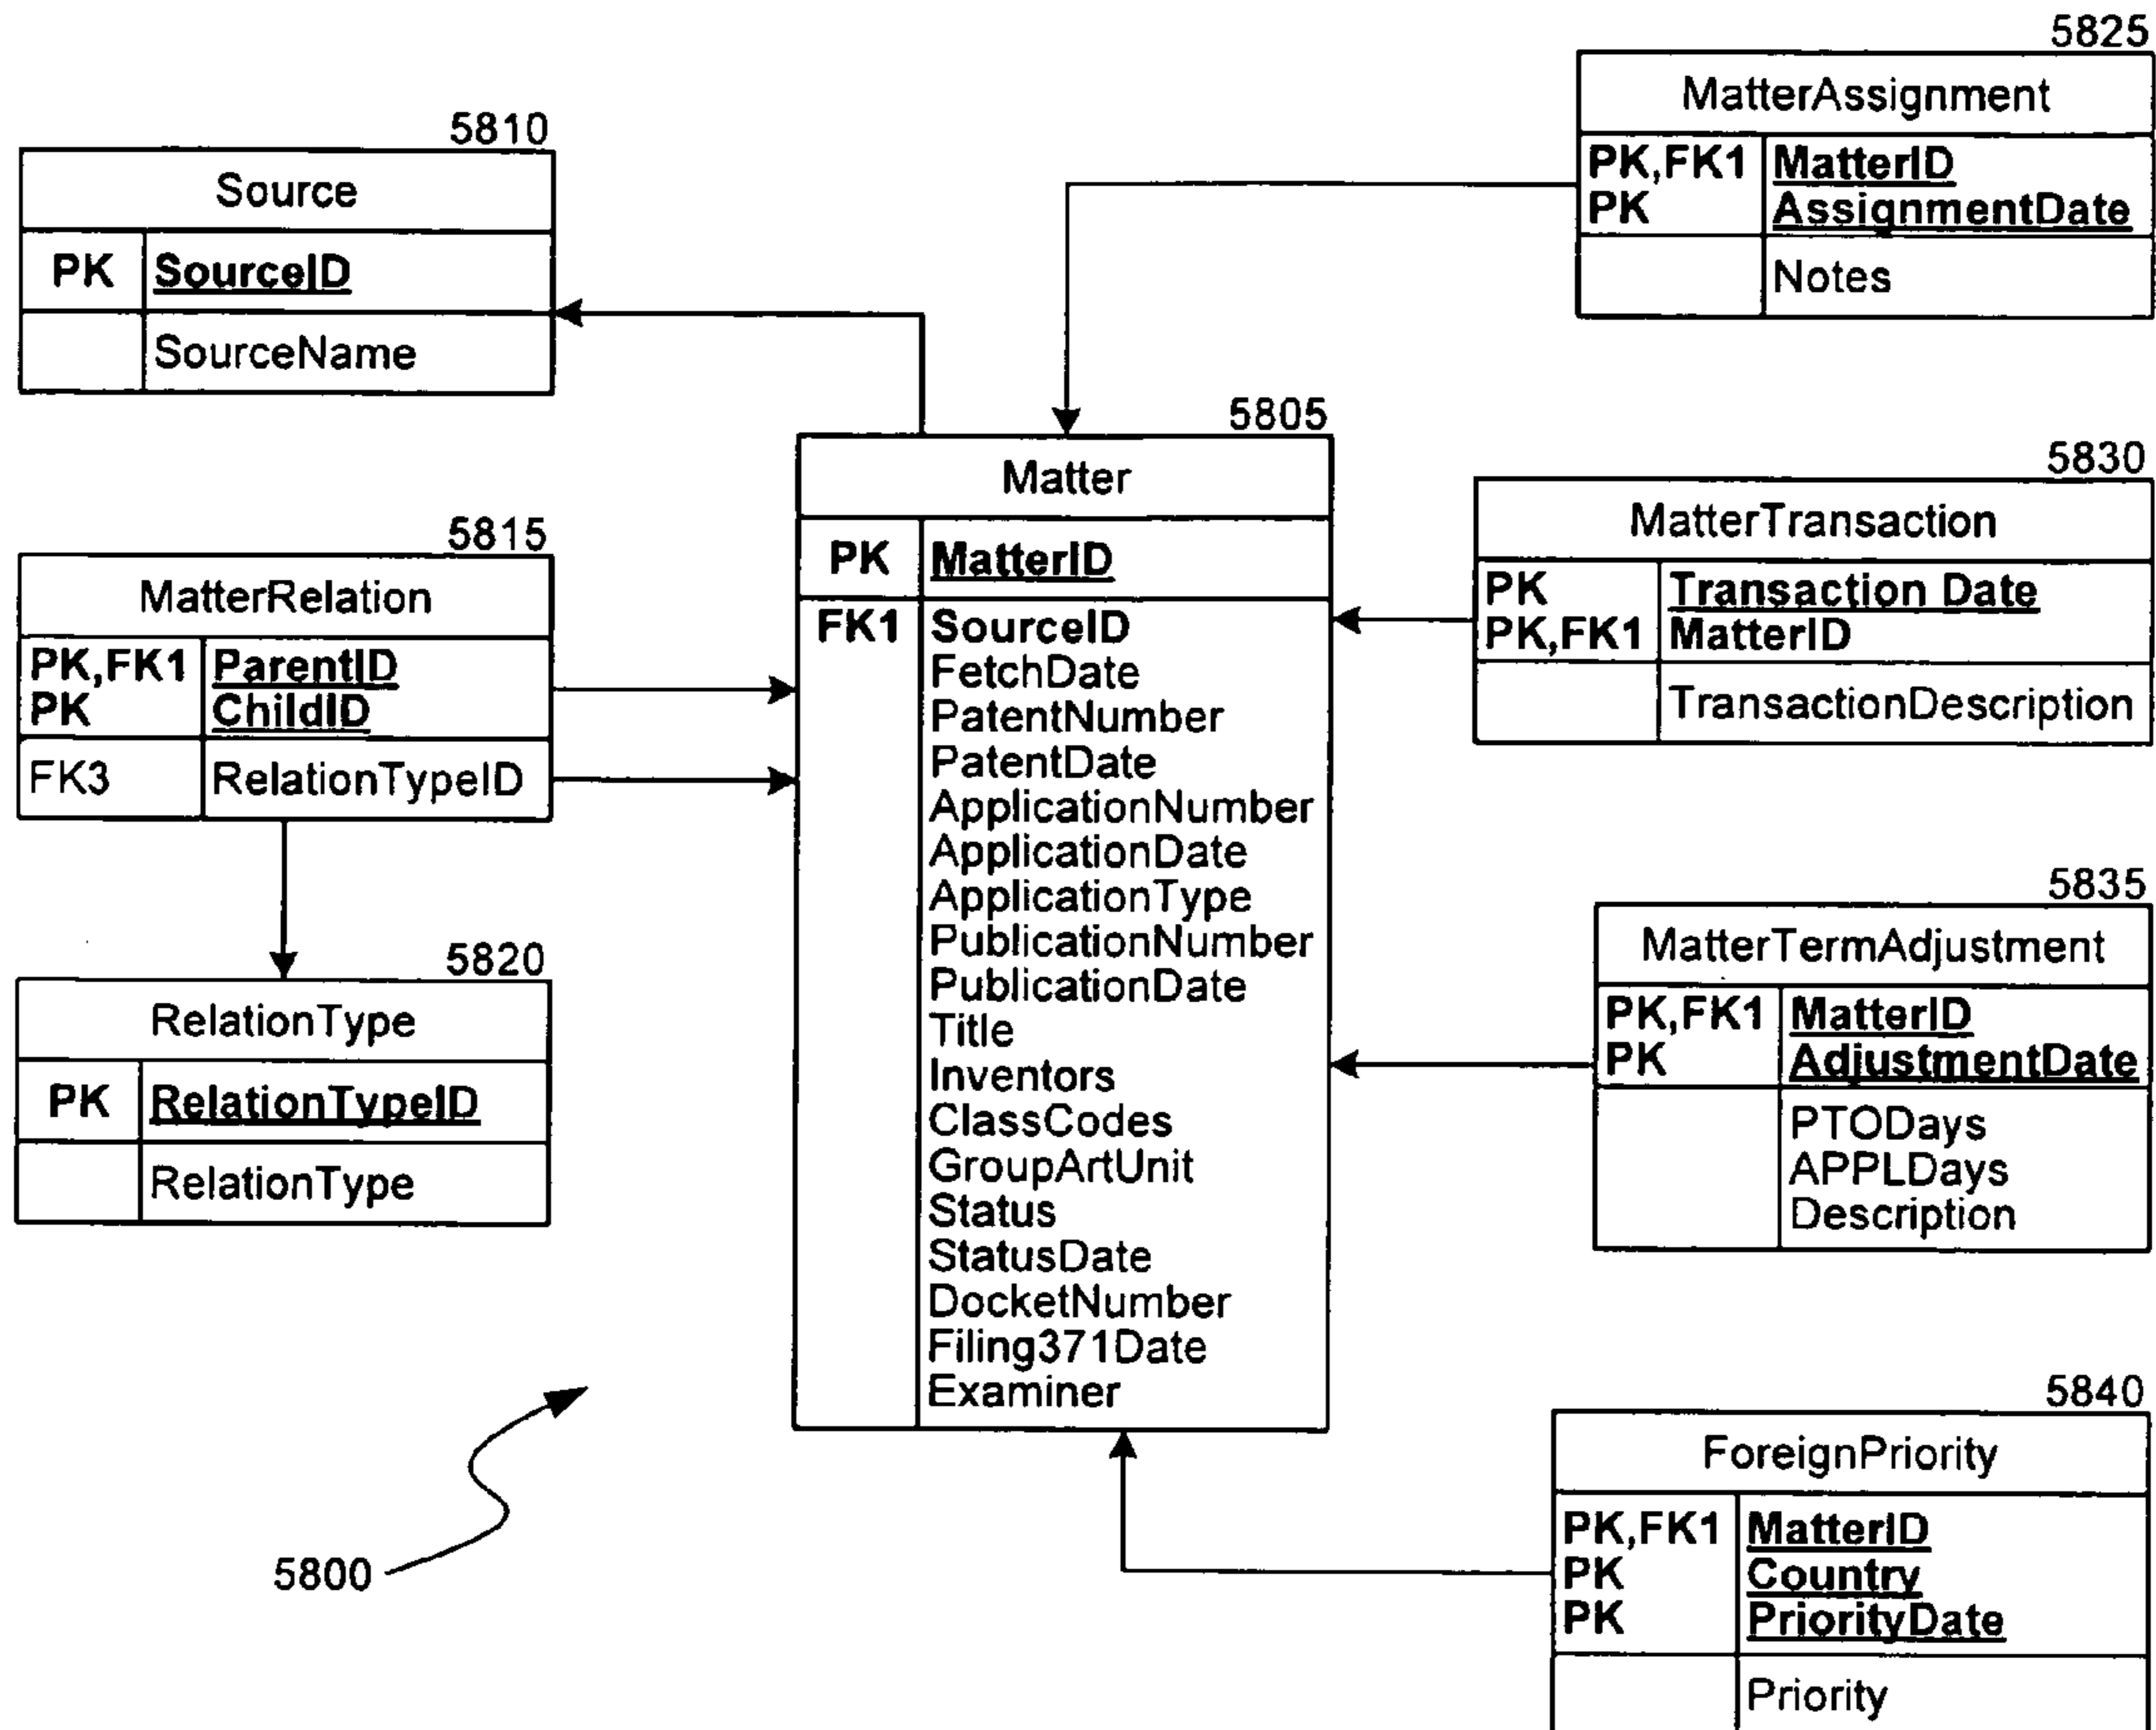 5810
Source
PK SourceID
SourceName
5815
MatterRelation
PK,FK1 ParentID
PK ChildID
FK3 RelationTypeID
5820
RelationType
PK RelationTypeID
RelationType
5800
5805
Matter
PK MatterID
FK1 SourceID
FetchDate
PatentNumber
PatentDate
ApplicationNumber
ApplicationDate
ApplicationType
PublicationNumber
PublicationDate
Title
Inventors
ClassCodes
GroupArtUnit
Status
StatusDate
DocketNumber
Filing371Date
Examiner
5825
MatterAssignment
PK,FK1 MatterID
PK AssignmentDate
Notes
5830
MatterTransaction
PK Transaction Date
PK,FK1 MatterID
TransactionDescription
5835
MatterTermAdjustment
PK,FK1 MatterID
PK AdjustmentDate
PTODays
APPLDays
Description
5840
ForeignPriority
PK,FK1 MatterID
PK Country
PK PriorityDate
Priority